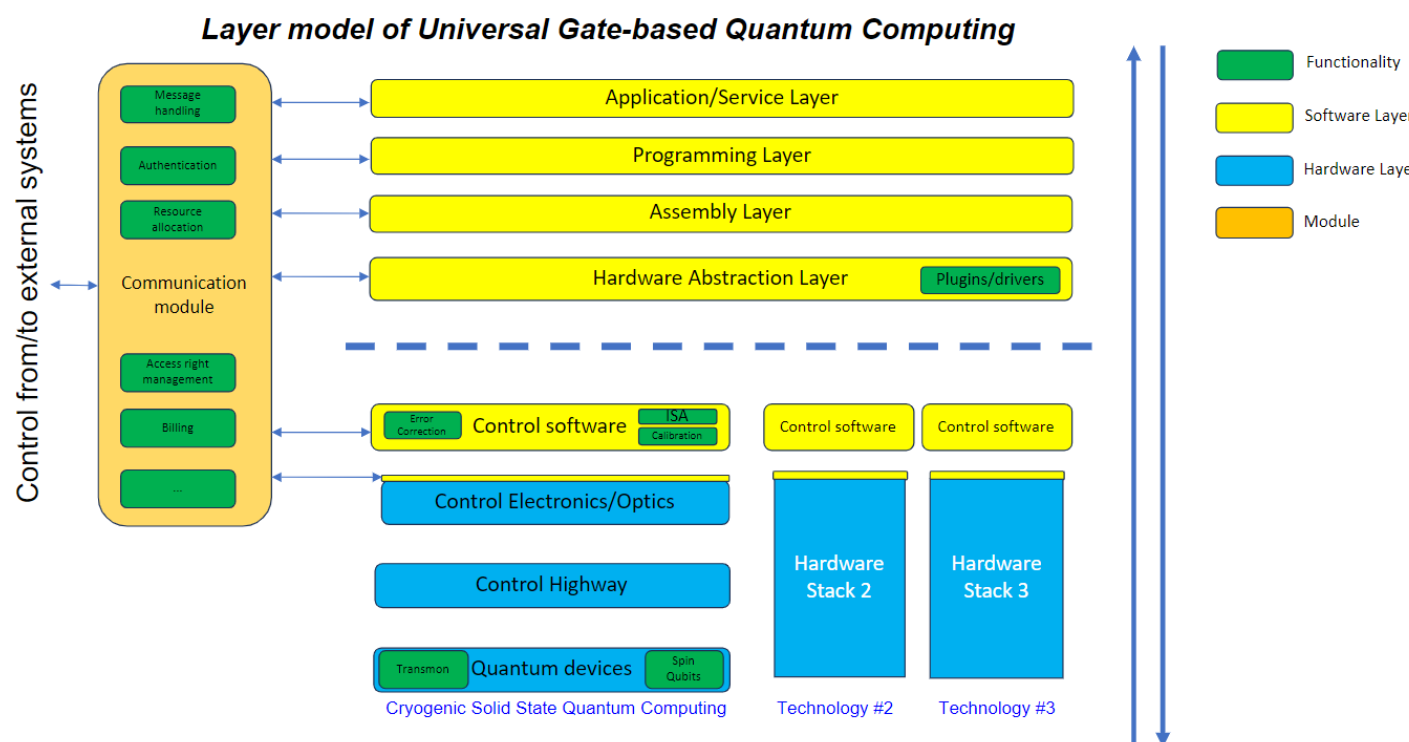 Layer model of Universal Gate-based Quantum Computing
Control from/to external systems
Message
handling
Authentication
Resource
allocation
Communication
module
Access right
management
Billing
...
Application/Service Layer
Programming Layer
Assembly Layer
Hardware Abstraction Layer
Plugins/drivers
Error
Correction
Control software
ISA
Calibration
Control software
Control software
Control Electronics/Optics
Control Highway
Transmon
Quantum devices
Spin
Qubits
Hardware
Stack 2
Hardware
Stack 3
Cryogenic Solid State Quantum Computing
Technology #2
Technology #3
Functionality
Software Layer
Hardware Laye
Module